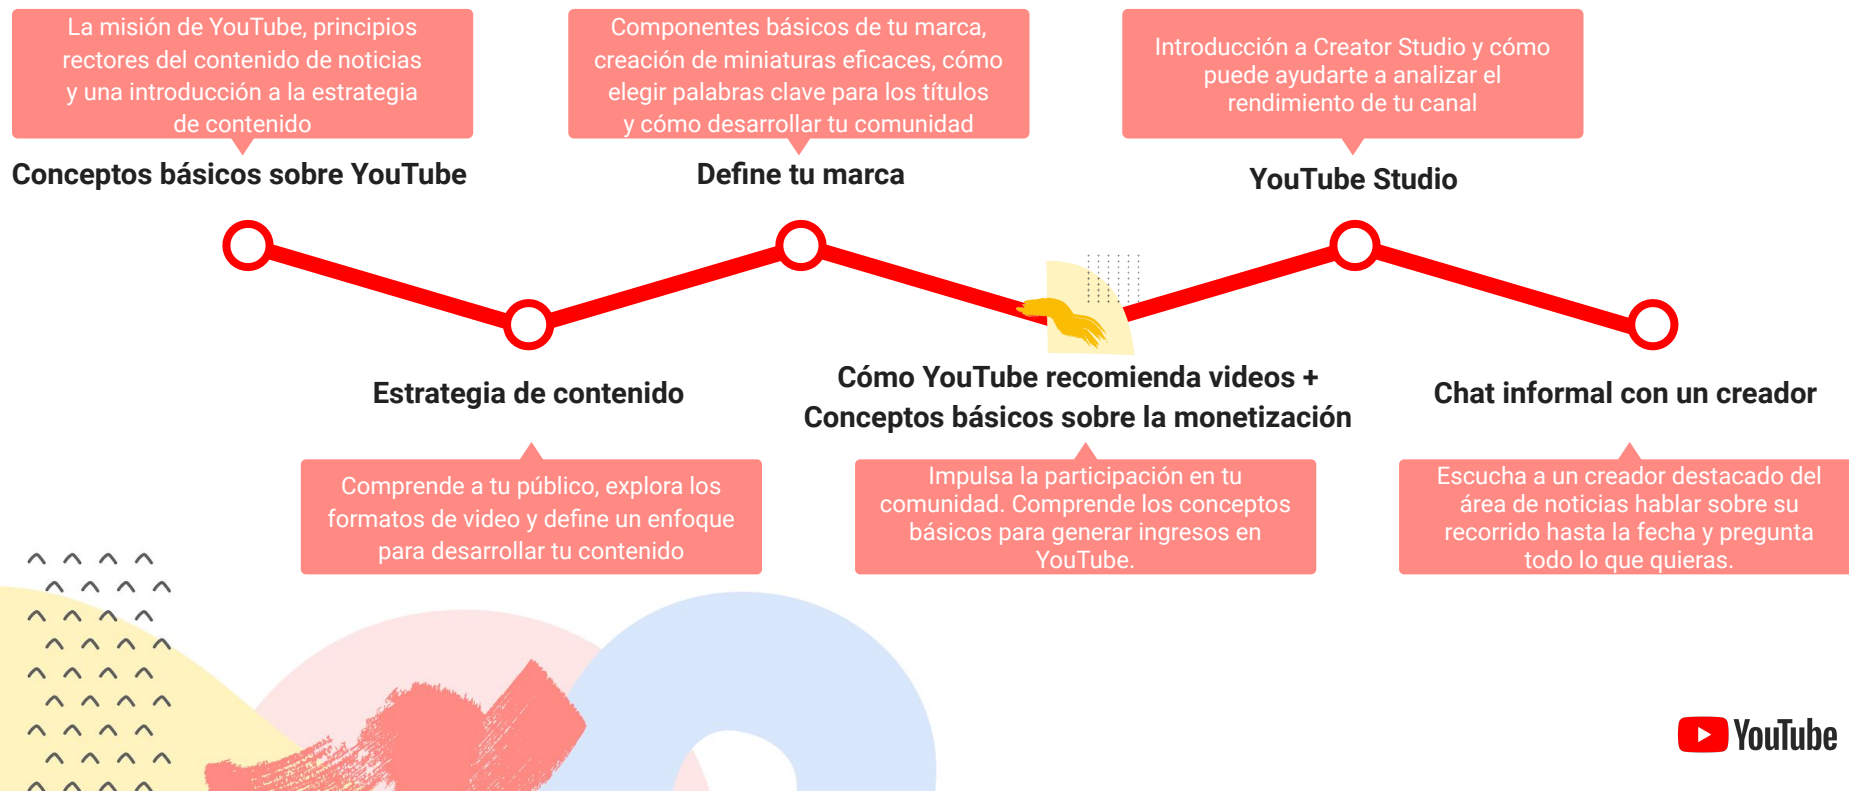 La misión de YouTube, principios
rectores del contenido de noticias
y una introducción a la estrategia
de contenido
Conceptos básicos sobre YouTube
Componentes básicos de tu marca,
creación de miniaturas eficaces, cómo
elegir palabras clave para los títulos
y cómo desarrollar tu comunidad
Define tu marca
Introducción a Creator Studio y cómo
puede ayudarte a analizar el
rendimiento de tu canal
YouTube Studio
Estrategia de contenido
Comprende a tu público, explora los
formatos de video y define un enfoque
para desarrollar tu contenido
Cómo YouTube recomienda videos +
Conceptos básicos sobre la monetización
Impulsa la participación en tu
comunidad. Comprende los conceptos
básicos para generar ingresos en
YouTube.
Chat informal con un creador
Escucha a un creador destacado del
área de noticias hablar sobre su
recorrido hasta la fecha y pregunta
todo lo que quieras.
YouTube